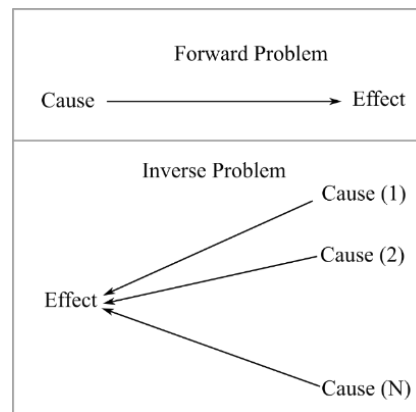 Forward Problem
Cause Effect
Inverse Problem
Cause (1)
Cause (2)
Effect
Cause (N)